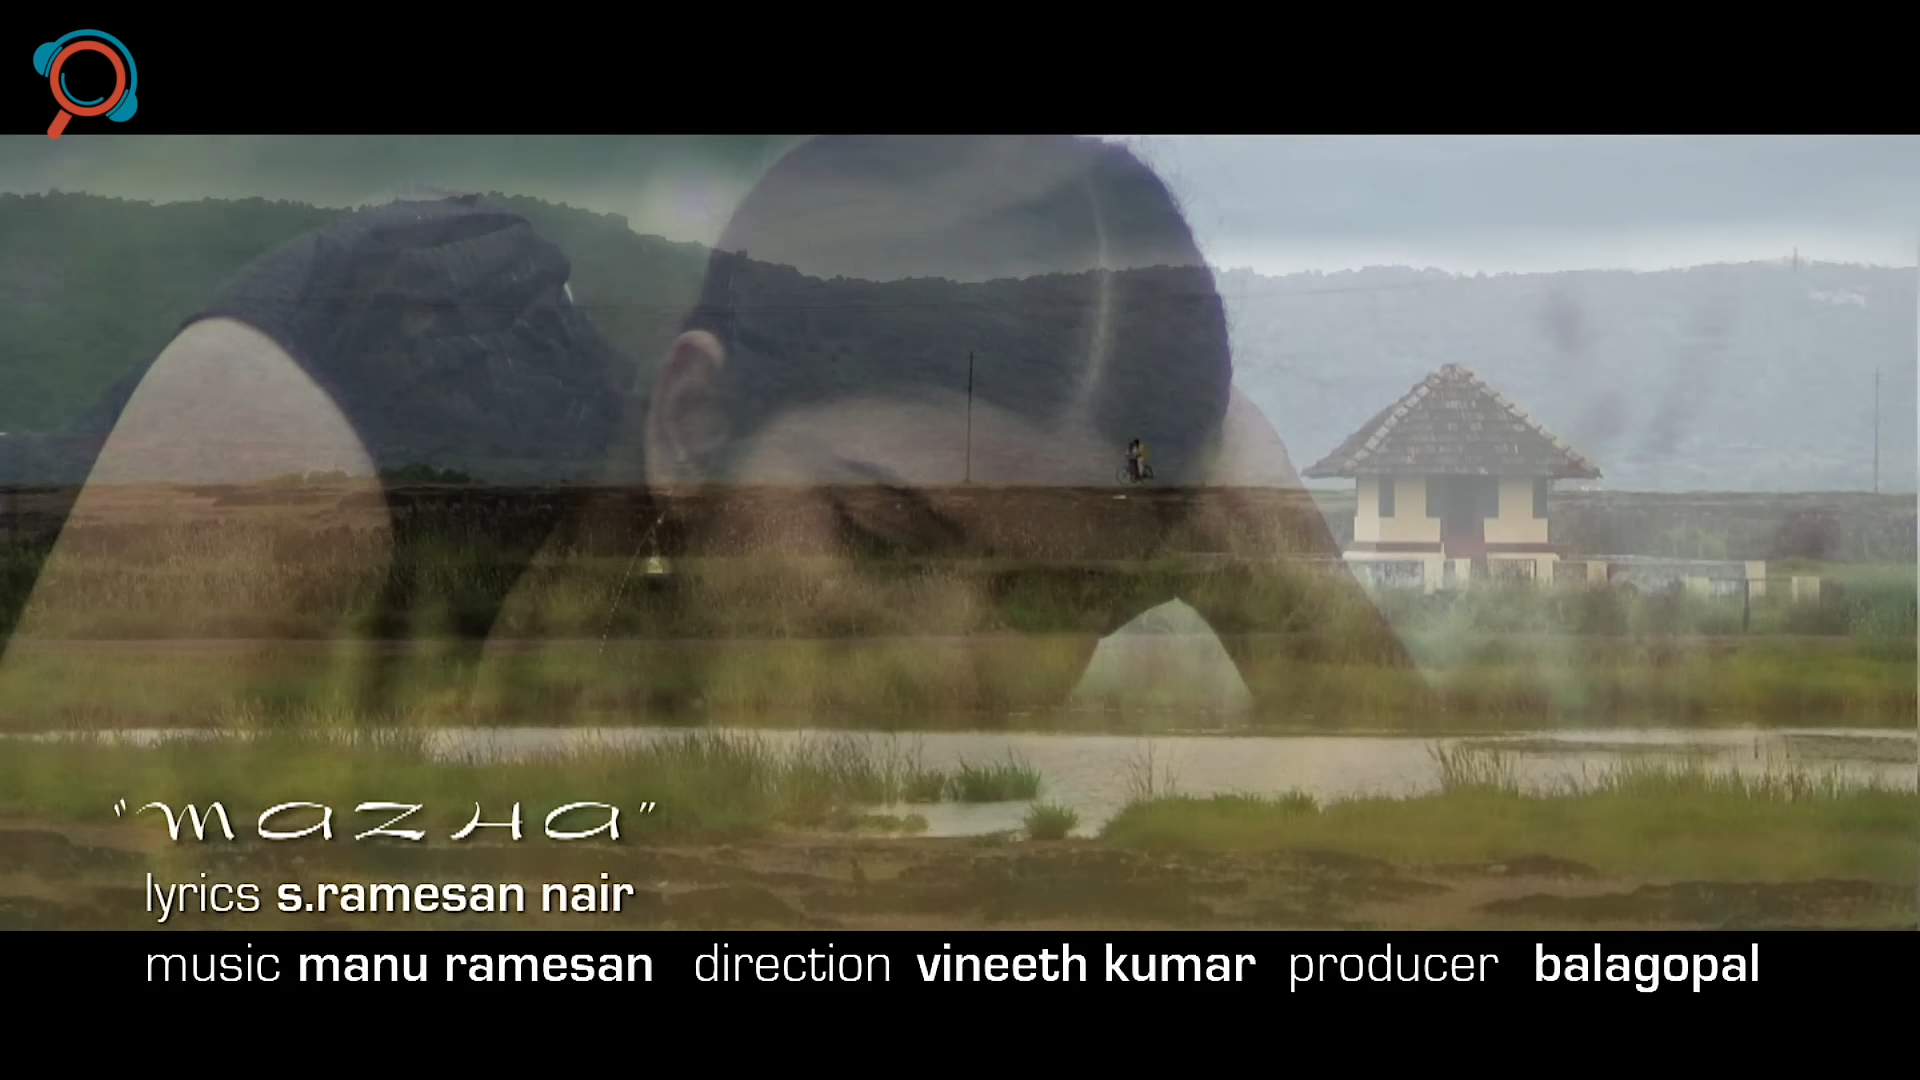 "mazha"
lyrics s.ramesan nair
music manu ramesan direction vineeth kumar producer balagopal